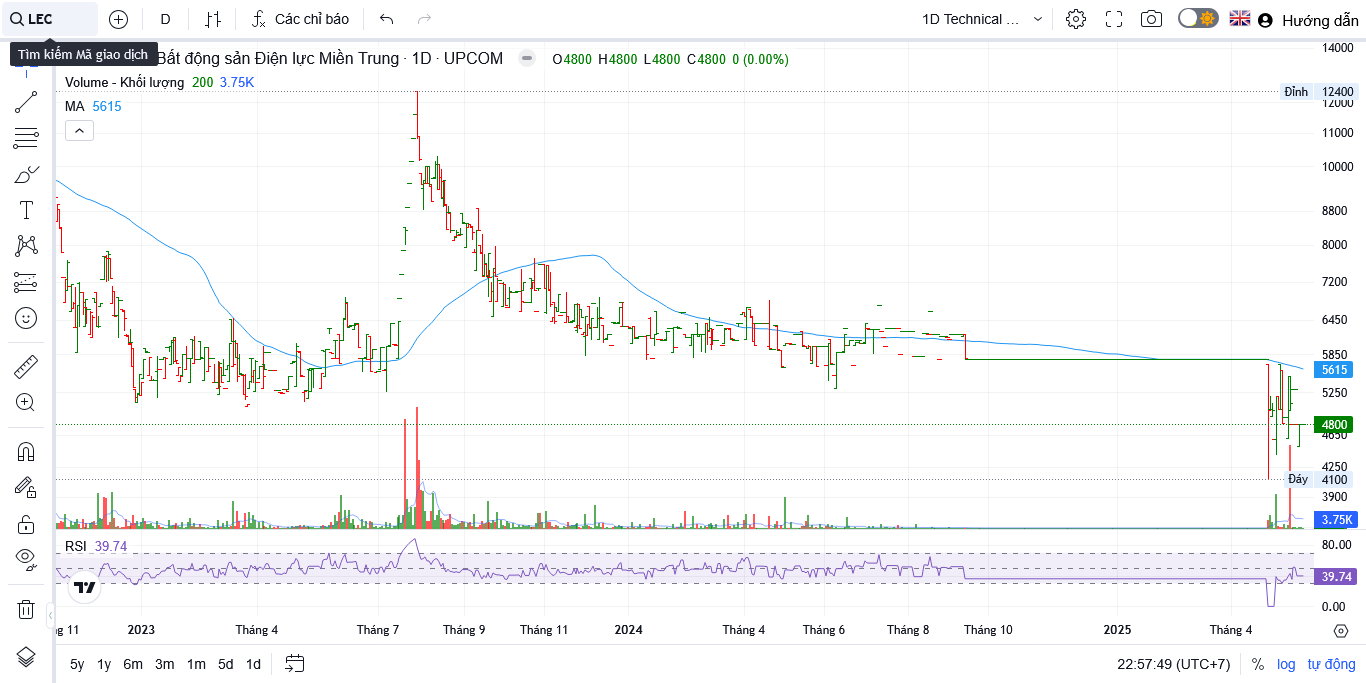 LEC
D
Các chỉ báo
1D Technical ...
Hướng dẫn
Tìm kiếm Mã giao dịch
Bất động sản Điện lực Miền Trung · 1D · UPCOM
O4800 H4800 L4800 C4800 0 (0.00%)
Volume - Khối lượng 200 3.75K
MA 5615
14000
Đỉnh 12400
12000
11000
10000
8800
8000
7200
6450
5850
5615
5250
4800
4650
4250
Đáy 4100
3900
3.75K
RSI 39.74
80.00
39.74
0.00
ng 11 2023 Tháng 4 Tháng 7 Tháng 9 Tháng 11 2024 Tháng 4 Tháng 6 Tháng 8 Tháng 10 2025 Tháng 4
5y 1y 6m 3m 1m 5d 1d
22:57:49 (UTC+7) % log tự động